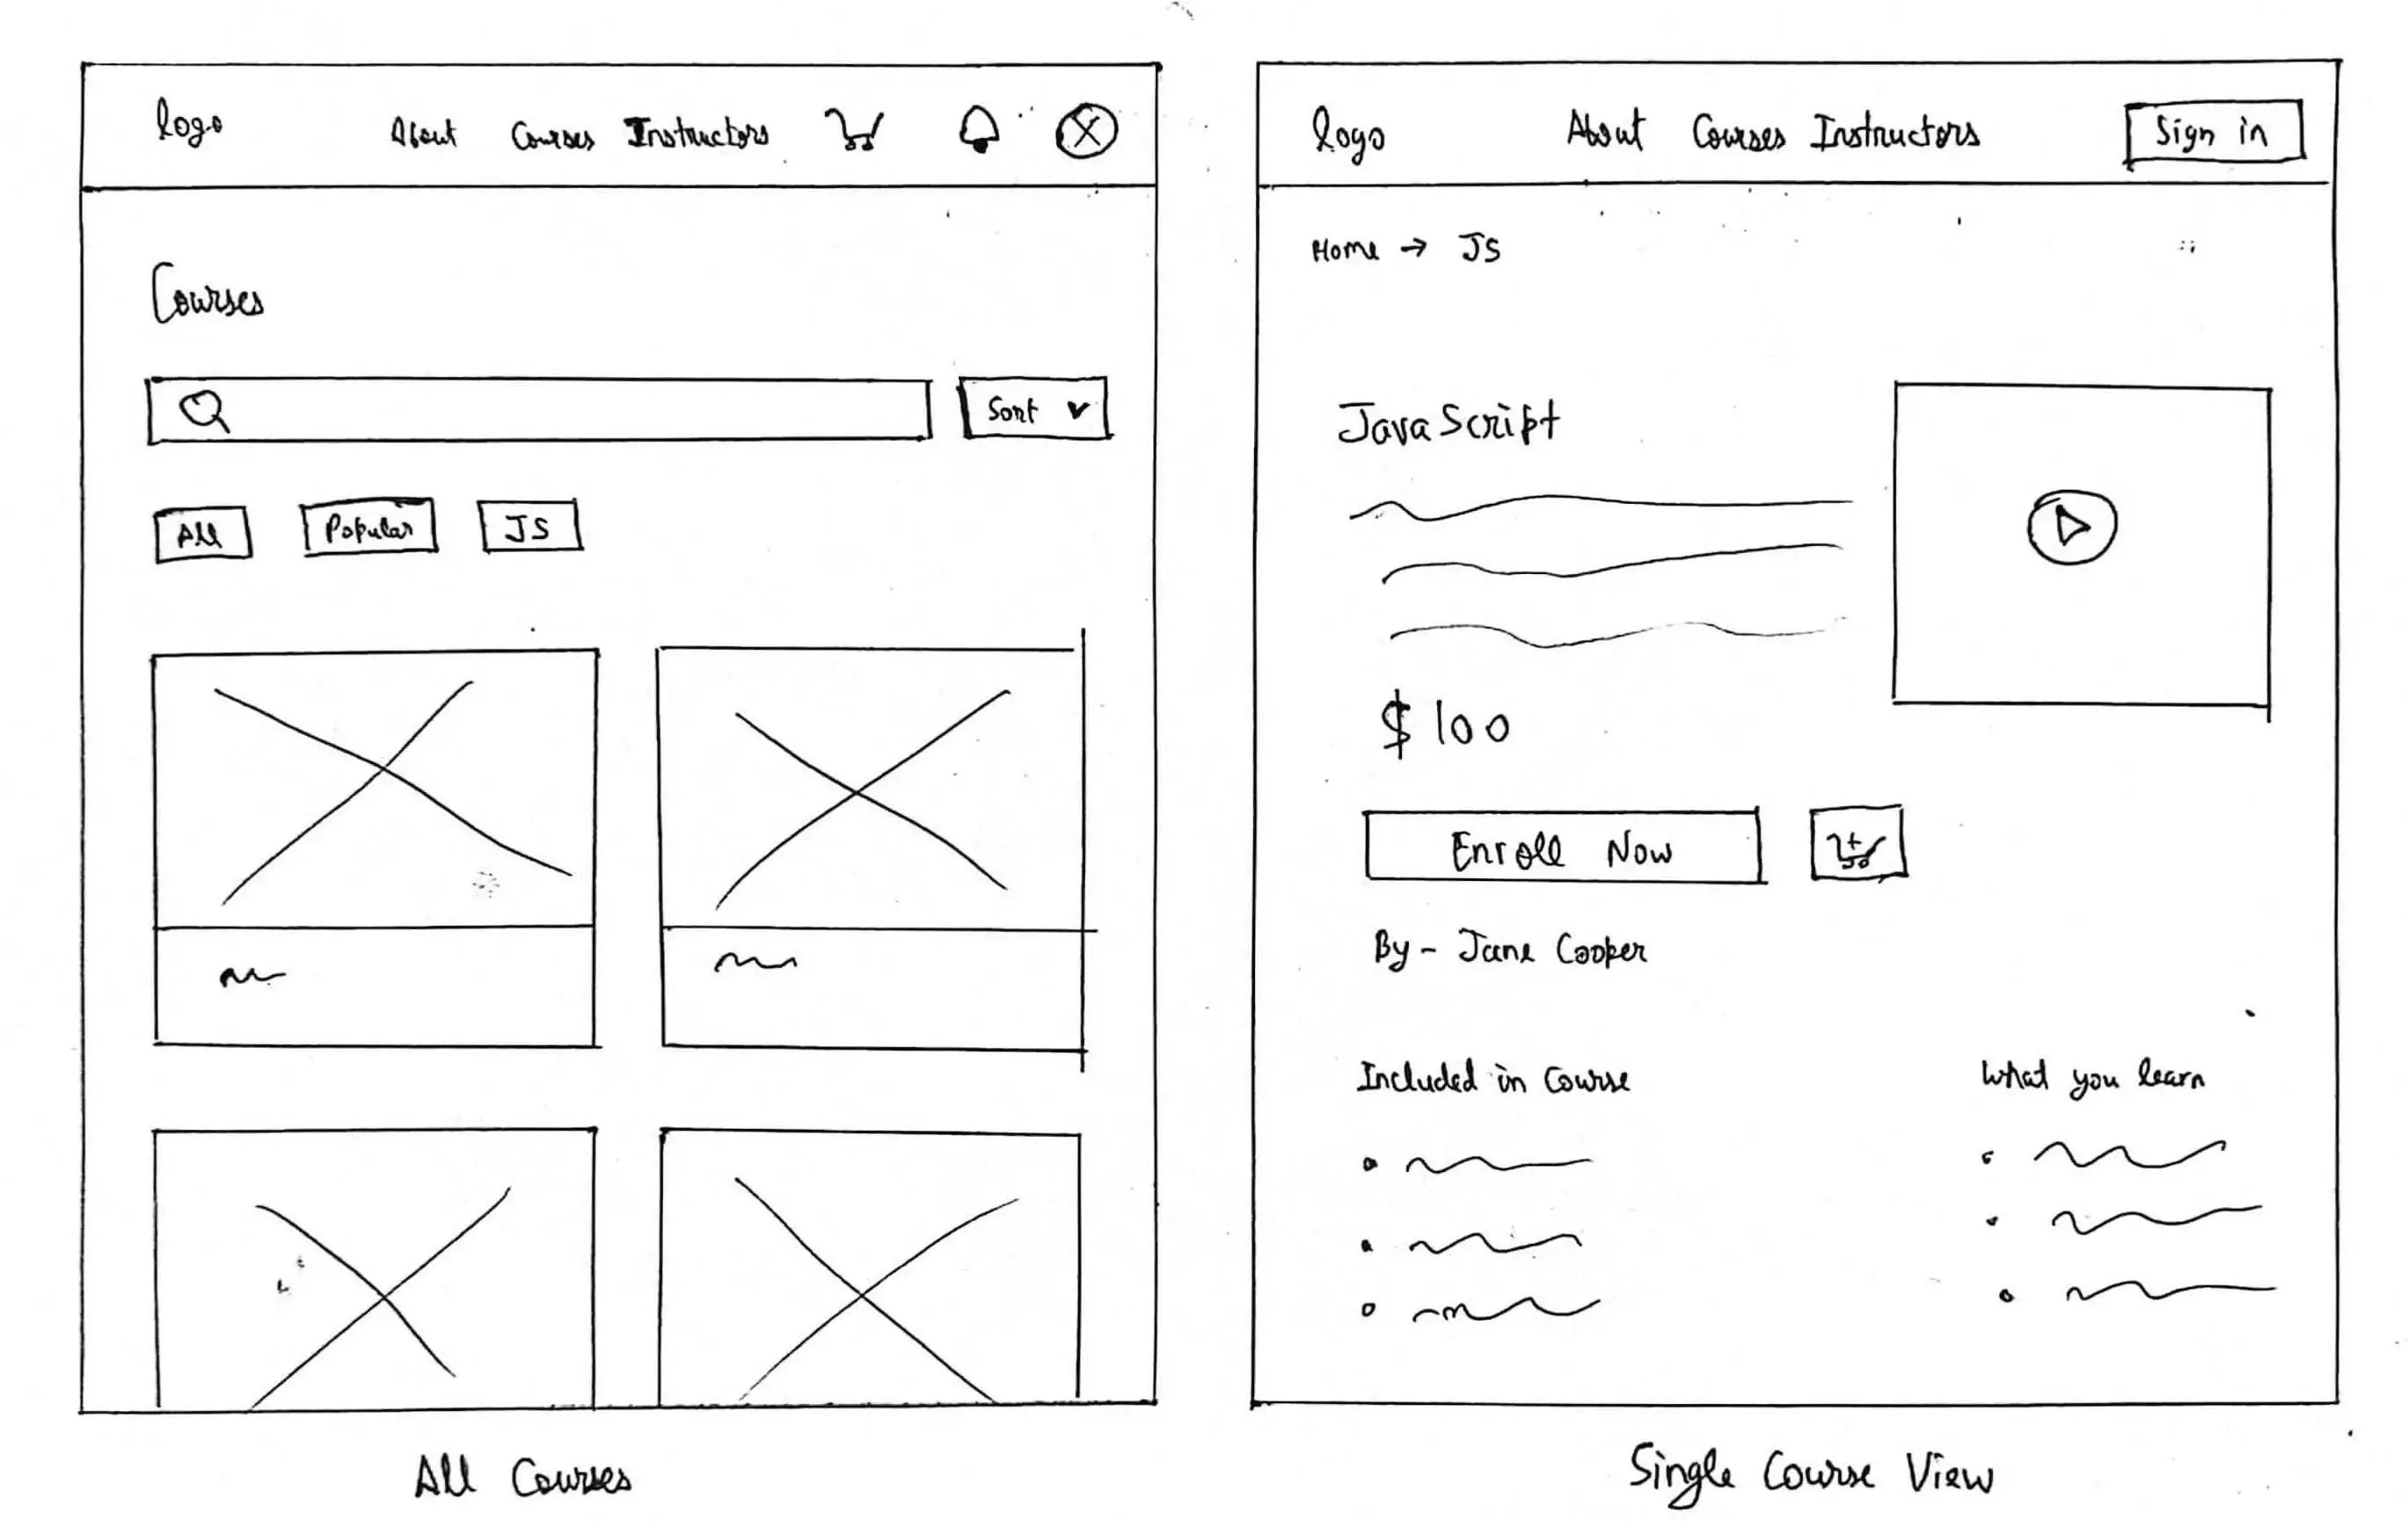 logo About Courses Instructors
Courses
Sort
All Popular JS
All Courses
logo About Courses Instructors Sign in
Home → JS
JavaScript
$ 100
Enroll Now
By - Jane Cooper
Included in Course
What you learn
Single Course View